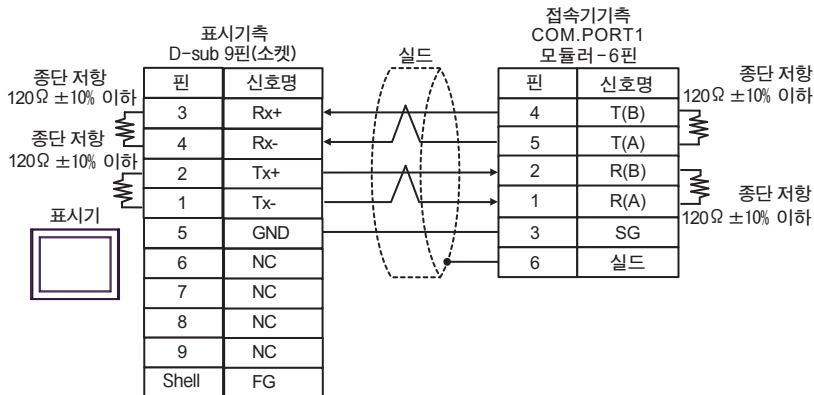 표시기측
D-sub 9핀(소켓)
실드
접속기기측
COM.PORT1
모듈러-6핀
종단 저항
120Ω ±10% 이하
종단 저항
120Ω ±10% 이하
표시기
핀 신호명
3 Rx+
4 Rx-
2 Tx+
1 Tx-
5 GND
6 NC
7 NC
8 NC
9 NC
Shell FG
핀 신호명
4 T(B)
5 T(A)
2 R(B)
1 R(A)
3 SG
6 실드
종단 저항
120Ω ±10% 이하
종단 저항
120Ω ±10% 이하